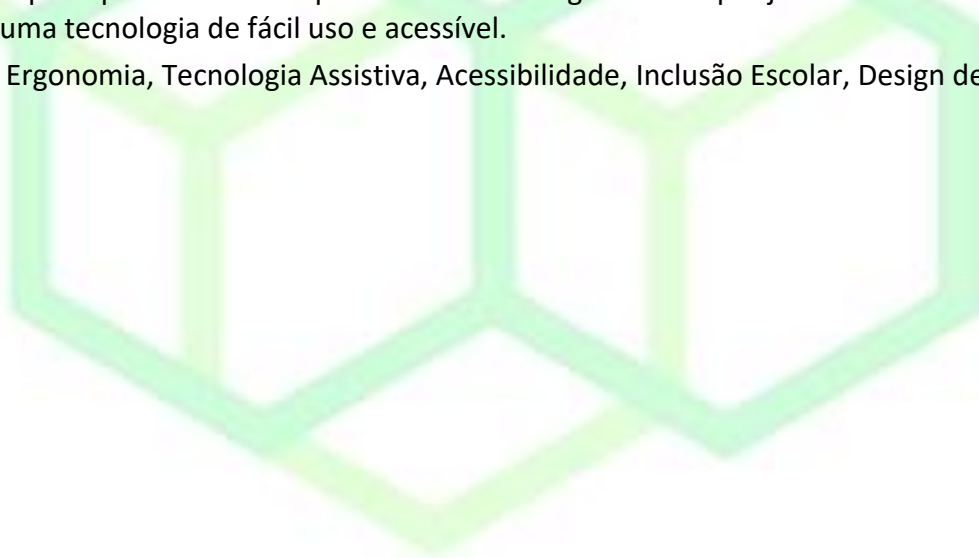 uma tecnologia de fácil uso e acessível.
Ergonomia, Tecnologia Assistiva, Acessibilidade, Inclusão Escolar, Design de